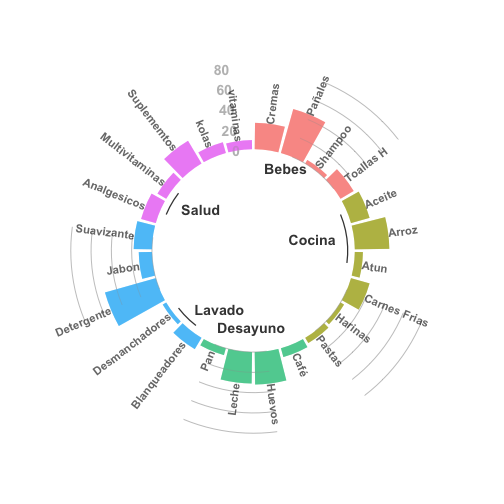 80
60
40
20
0
Cremas
Pañales
Shampoo
Toallas H
Aceite
Arroz
Atun
Carnes Frias
Harinas
Pastas
Café
Huevos
Leche
Pan
Blanqueadores
Desmanchadores
Detergente
Jabon
Suavizante
Analgesicos
Multivitaminas
Suplememtos
kolas
vitaminas
Bebes
Cocina
Desayuno
Lavado
Salud